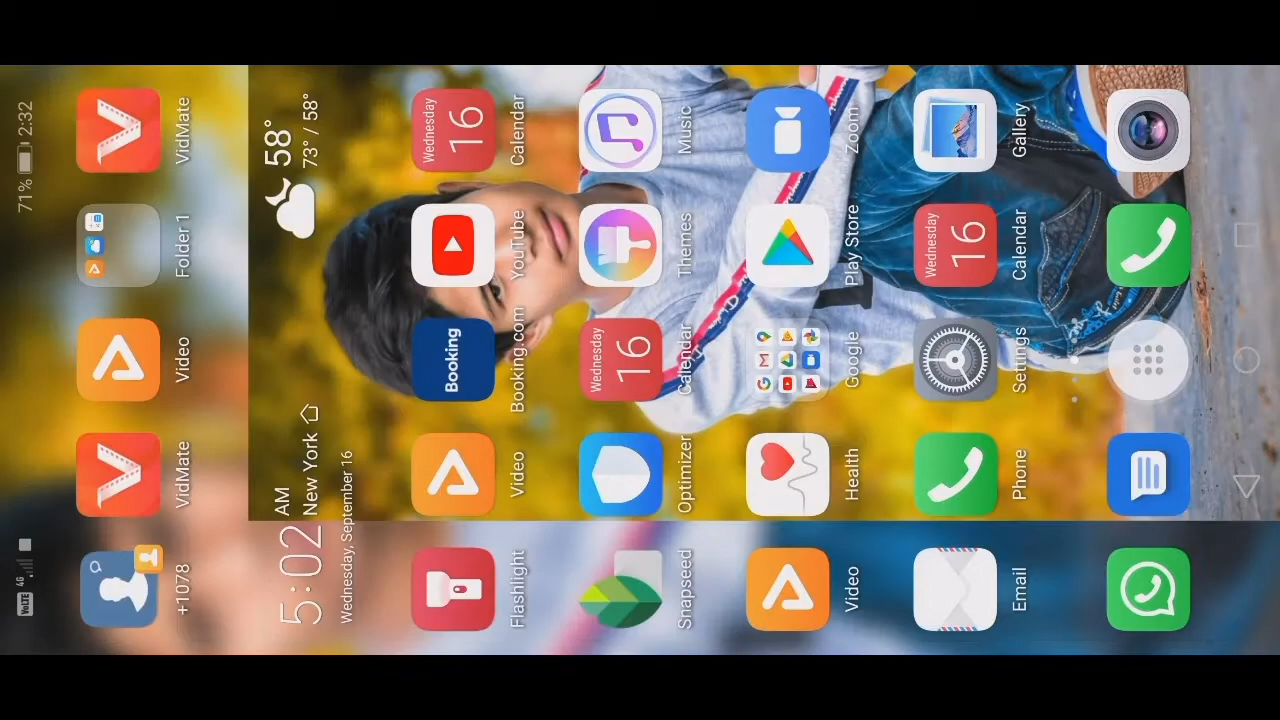 VoLTE 4G 71% 2:32
+1078 VidMate Video Folder 1 VidMate
5:02 AM 58°
New York 73° / 58°
Wednesday, September 16
Booking Wednesday 16
Flashlight Video Booking.com YouTube Calendar
Wednesday 16
Snapseed Optimizer Calendar Themes Music
Video Health Google Play Store Zoom
Wednesday 16
Email Phone Settings Calendar Gallery